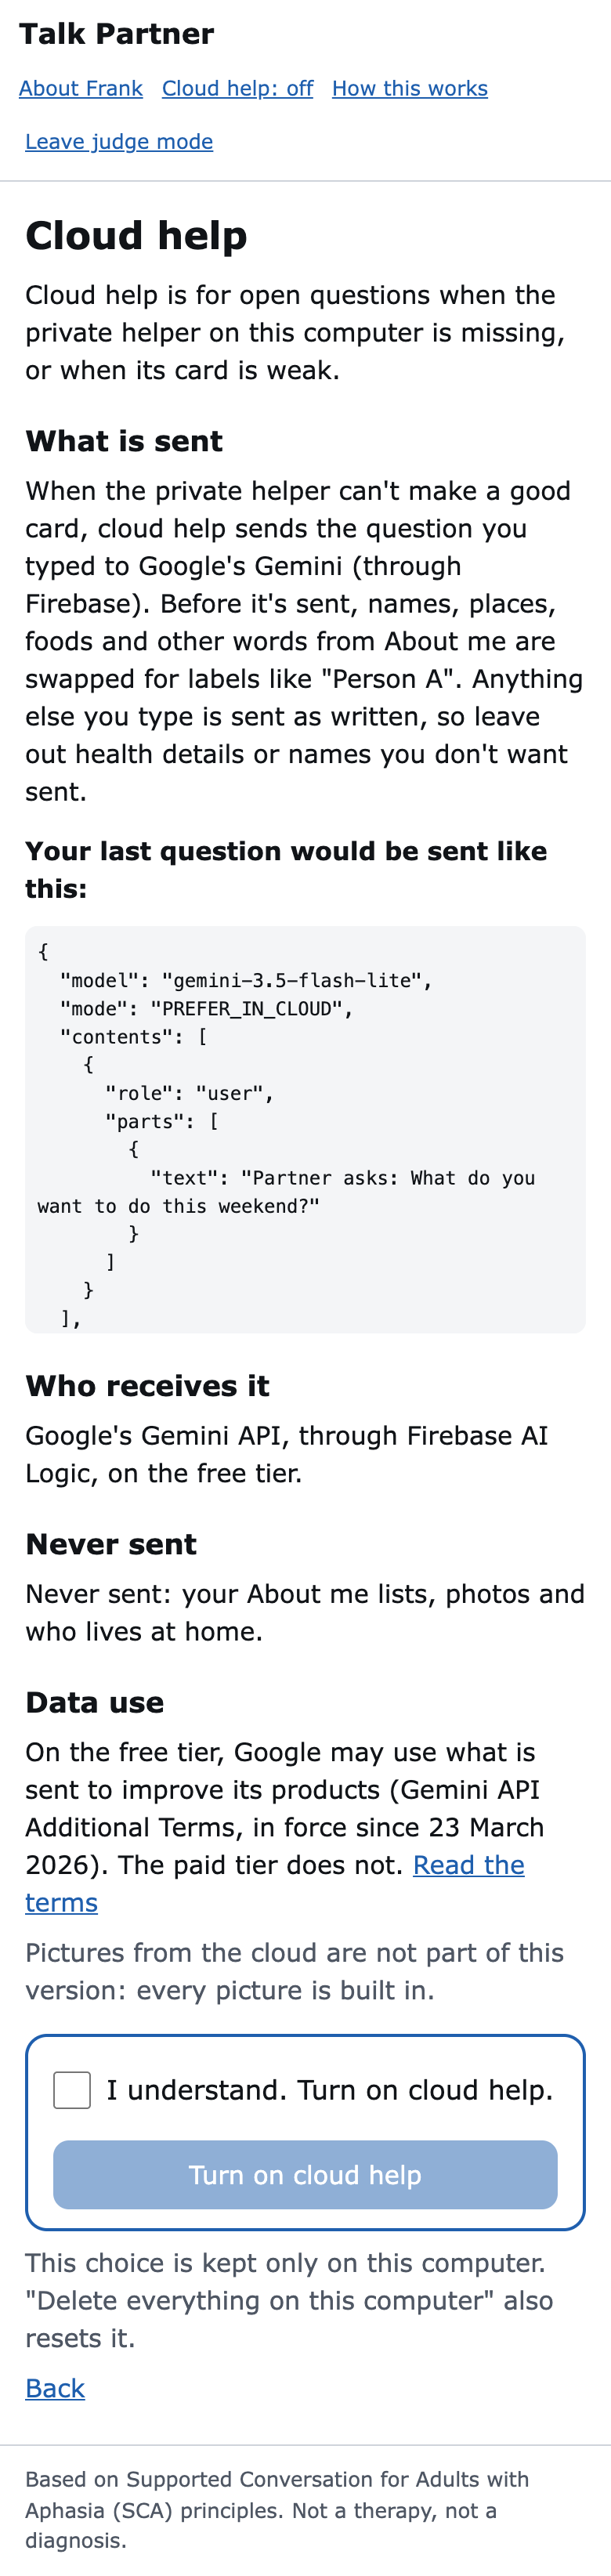 Talk Partner
About Frank Cloud help: off How this works
Leave judge mode
Cloud help
Cloud help is for open questions when the
private helper on this computer is missing,
or when its card is weak.
What is sent
When the private helper can't make a good
card, cloud help sends the question you
typed to Google's Gemini (through
Firebase). Before it's sent, names, places,
foods and other words from About me are
swapped for labels like "Person A". Anything
else you type is sent as written, so leave
out health details or names you don't want
sent.
Your last question would be sent like
this:
{
  "model": "gemini-3.5-flash-lite",
  "mode": "PREFER_IN_CLOUD",
  "contents": [
    {
      "role": "user",
      "parts": [
        {
          "text": "Partner asks: What do you
want to do this weekend?"
        }
      ]
    }
  ],
Who receives it
Google's Gemini API, through Firebase AI
Logic, on the free tier.
Never sent
Never sent: your About me lists, photos and
who lives at home.
Data use
On the free tier, Google may use what is
sent to improve its products (Gemini API
Additional Terms, in force since 23 March
2026). The paid tier does not. Read the
terms
Pictures from the cloud are not part of this
version: every picture is built in.
I understand. Turn on cloud help.
Turn on cloud help
This choice is kept only on this computer.
"Delete everything on this computer" also
resets it.
Back
Based on Supported Conversation for Adults with
Aphasia (SCA) principles. Not a therapy, not a
diagnosis.